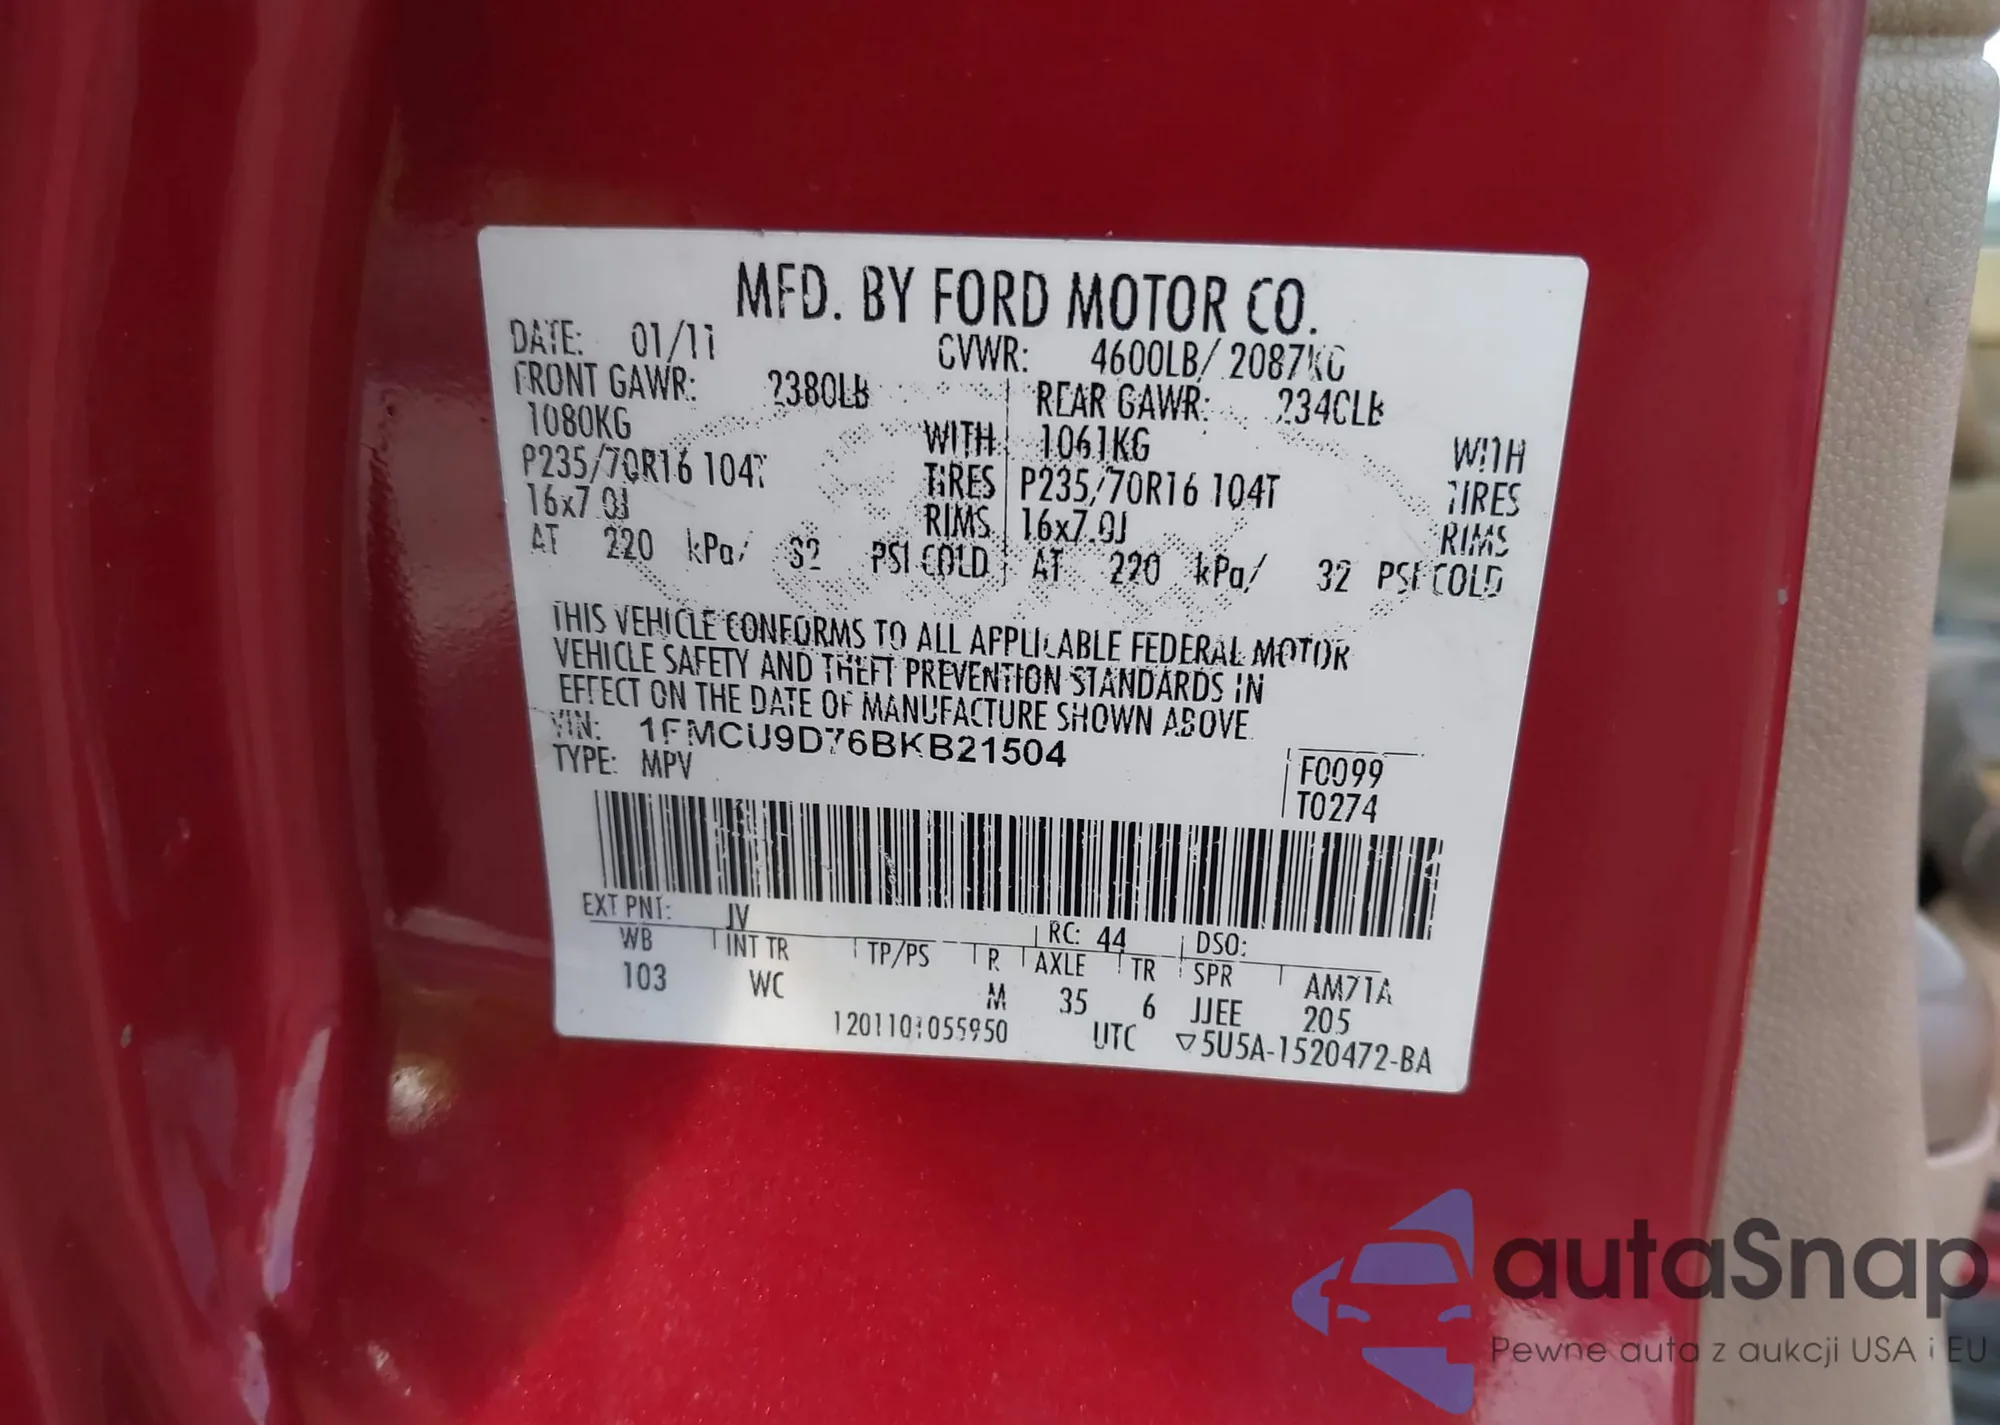 MFD. BY FORD MOTOR CO.
DATE: 01/11 GVWR: 4600LB/ 2087KG
FRONT GAWR: 2380LB REAR GAWR: 2340LB
1080KG WITH 1061KG WITH
P235/70R16 104T TIRES P235/70R16 104T TIRES
16x7.0J RIMS 16x7.0J RIMS
AT 220 kPa/ 32 PSI COLD AT 220 kPa/ 32 PSI COLD
THIS VEHICLE CONFORMS TO ALL APPLICABLE FEDERAL MOTOR
VEHICLE SAFETY AND THEFT PREVENTION STANDARDS IN
EFFECT ON THE DATE OF MANUFACTURE SHOWN ABOVE.
VIN: 1FMCU9D76BKB21504
TYPE: MPV
F0099
T0274
EXT PNT: JV RC: 44 DSO:
WB INT TR TP/PS R AXLE TR SPR AM71A
103 WC M 35 6 JJEE 205
1201101055950 UTC ▽5U5A-1520472-BA
autaSnap
Pewne auta z aukcji USA i EU